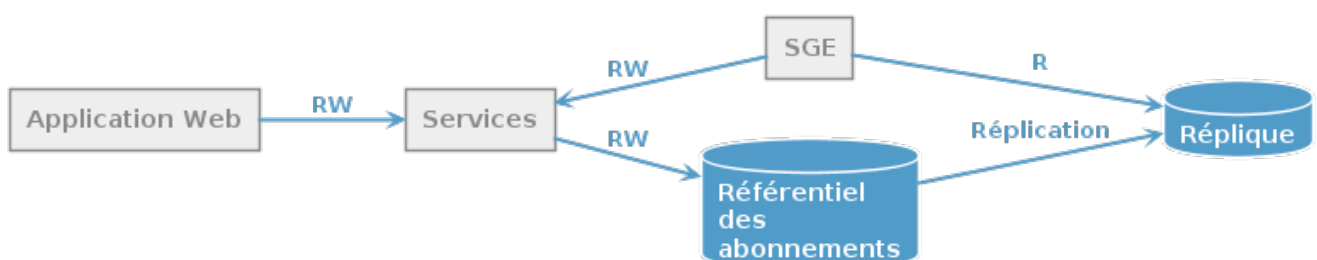 SGE
RW
R
Application Web
RW
Services
RW
Réplication
Réplique
Référentiel
des
abonnements